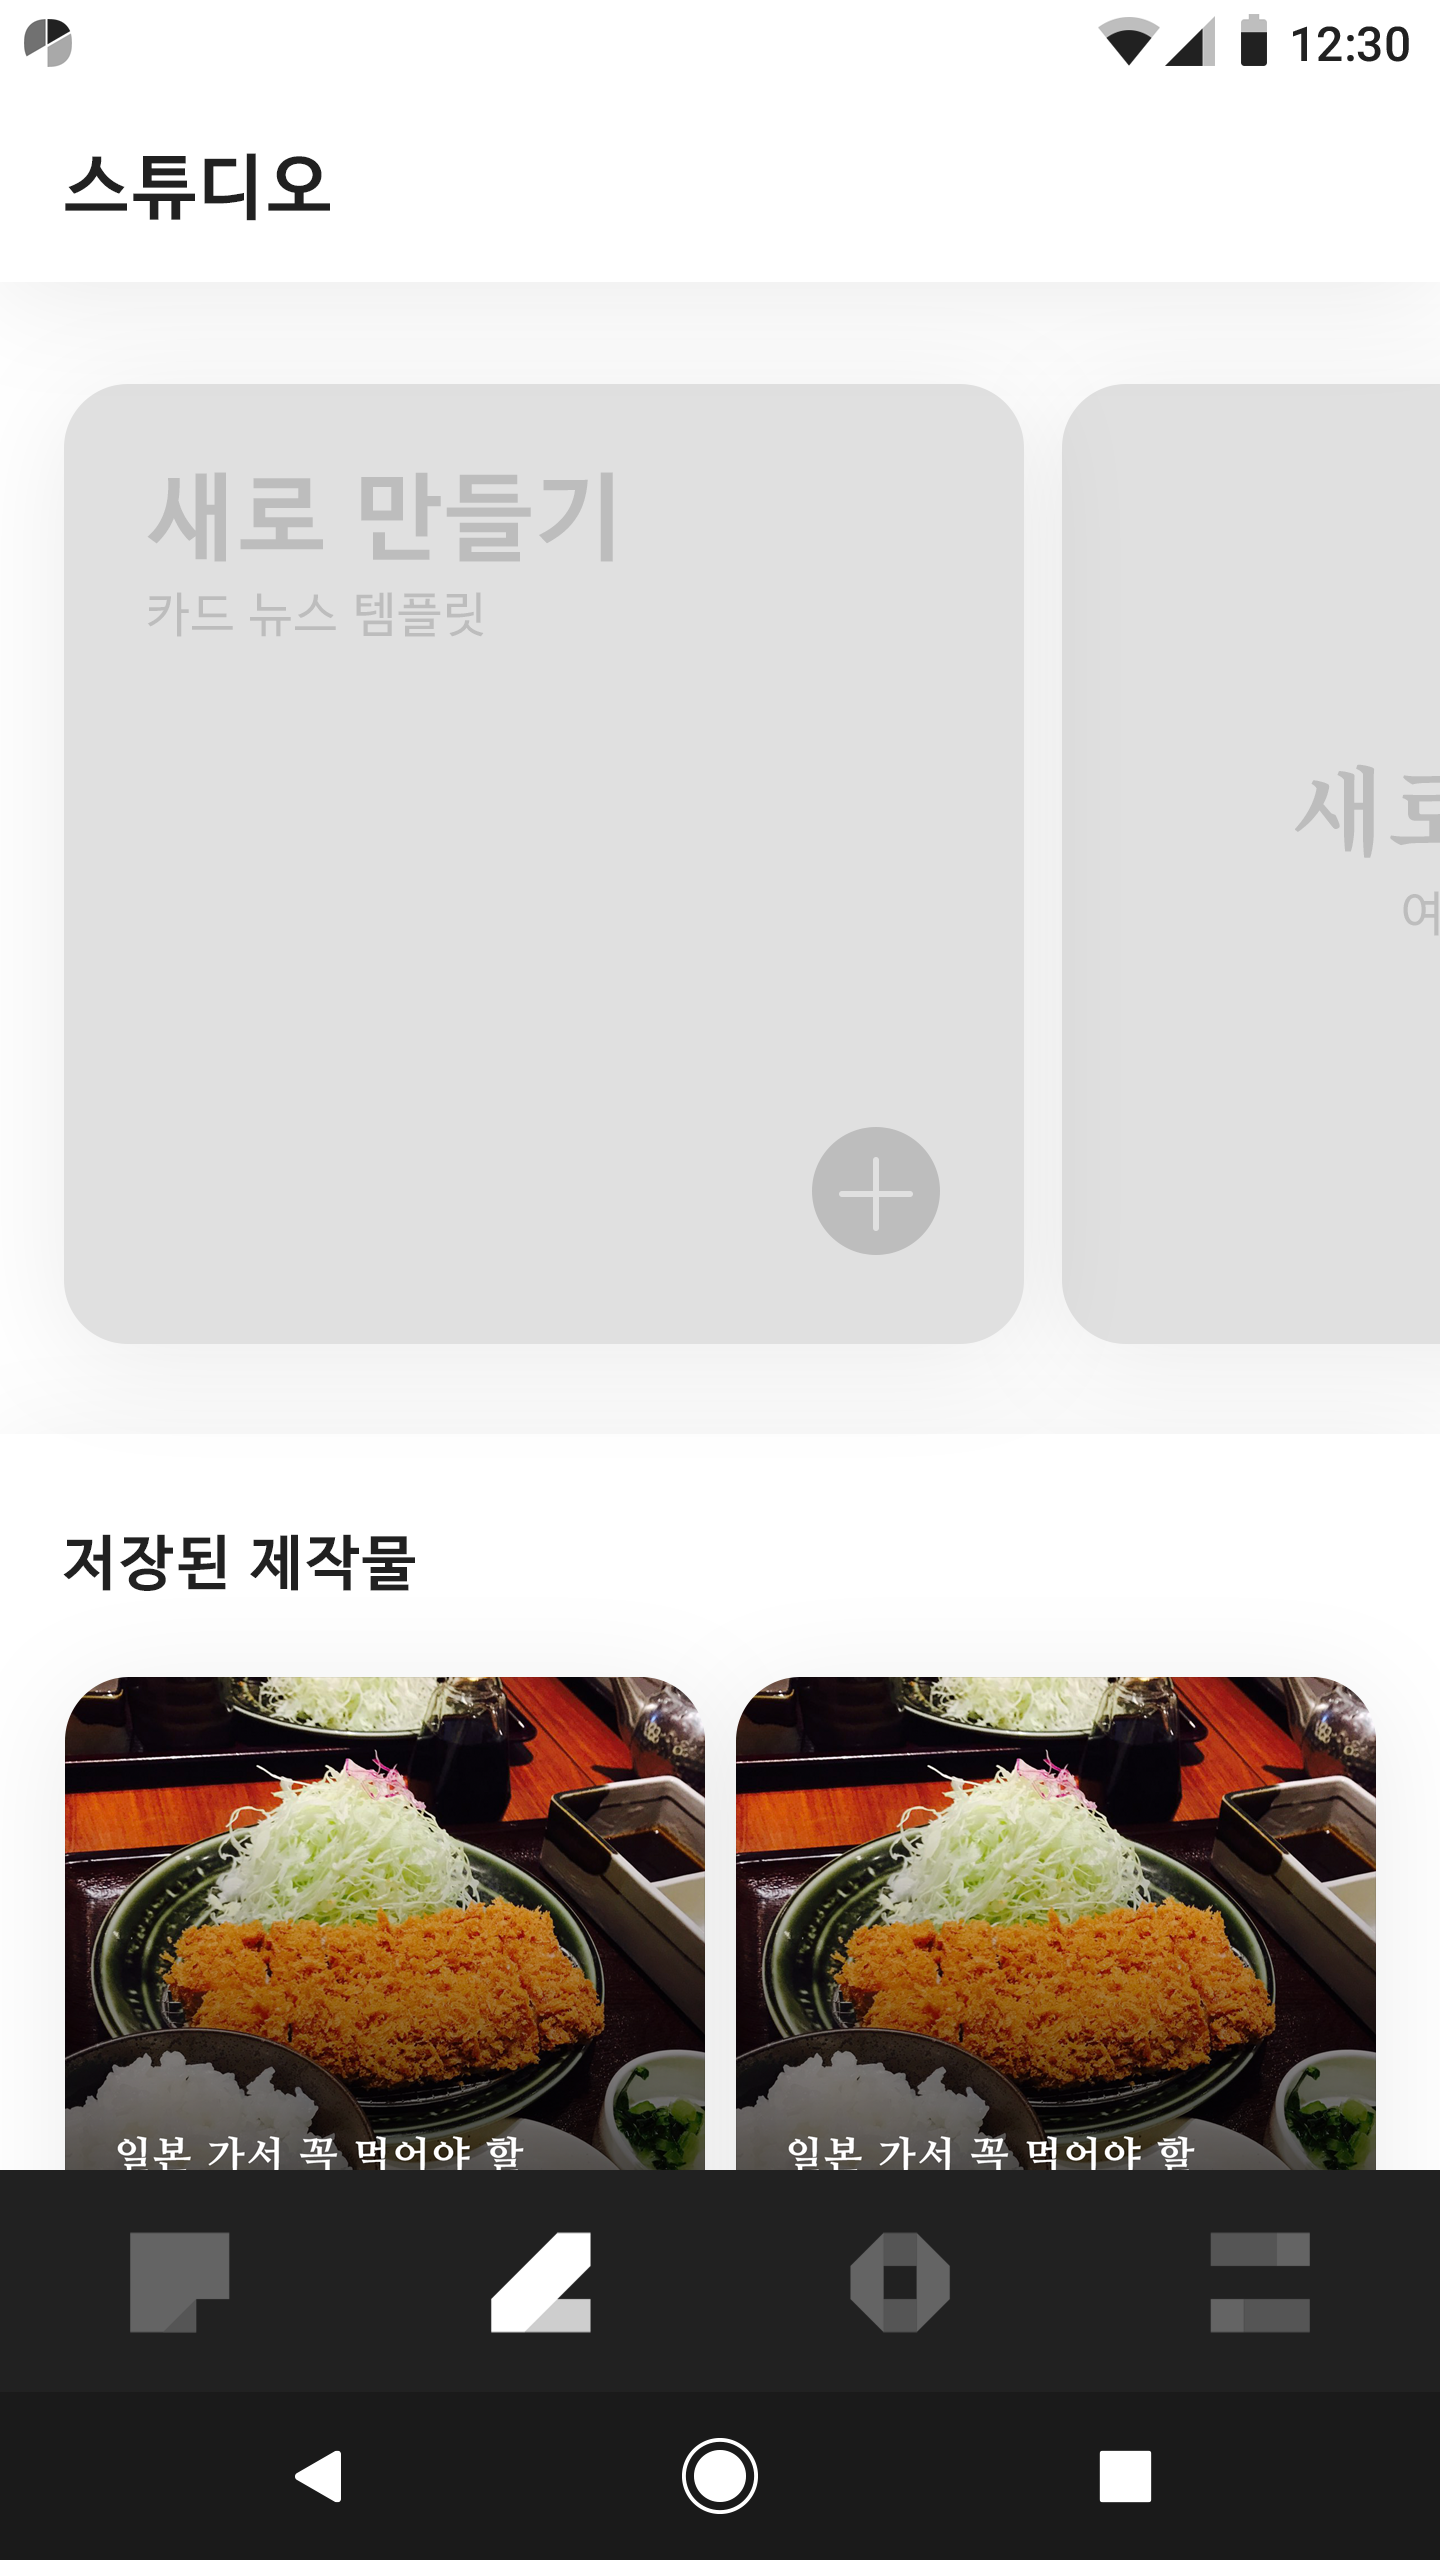 12:30
스튜디오
새로 만들기
카드 뉴스 템플릿
새로
예
저장된 제작물
일본 가서 꼭 먹어야 할
일본 가서 꼭 먹어야 할